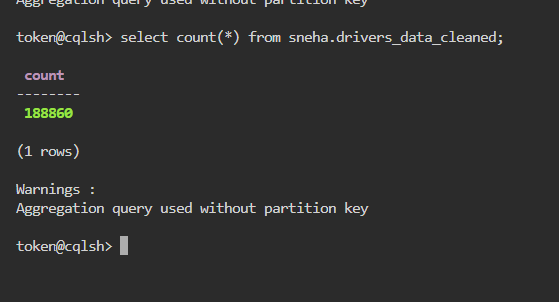 Aggregation query used without partition key
token@cqlsh> select count(*) from sneha.drivers_data_cleaned;
count
--------
188860
(1 rows)
Warnings :
Aggregation query used without partition key
token@cqlsh>